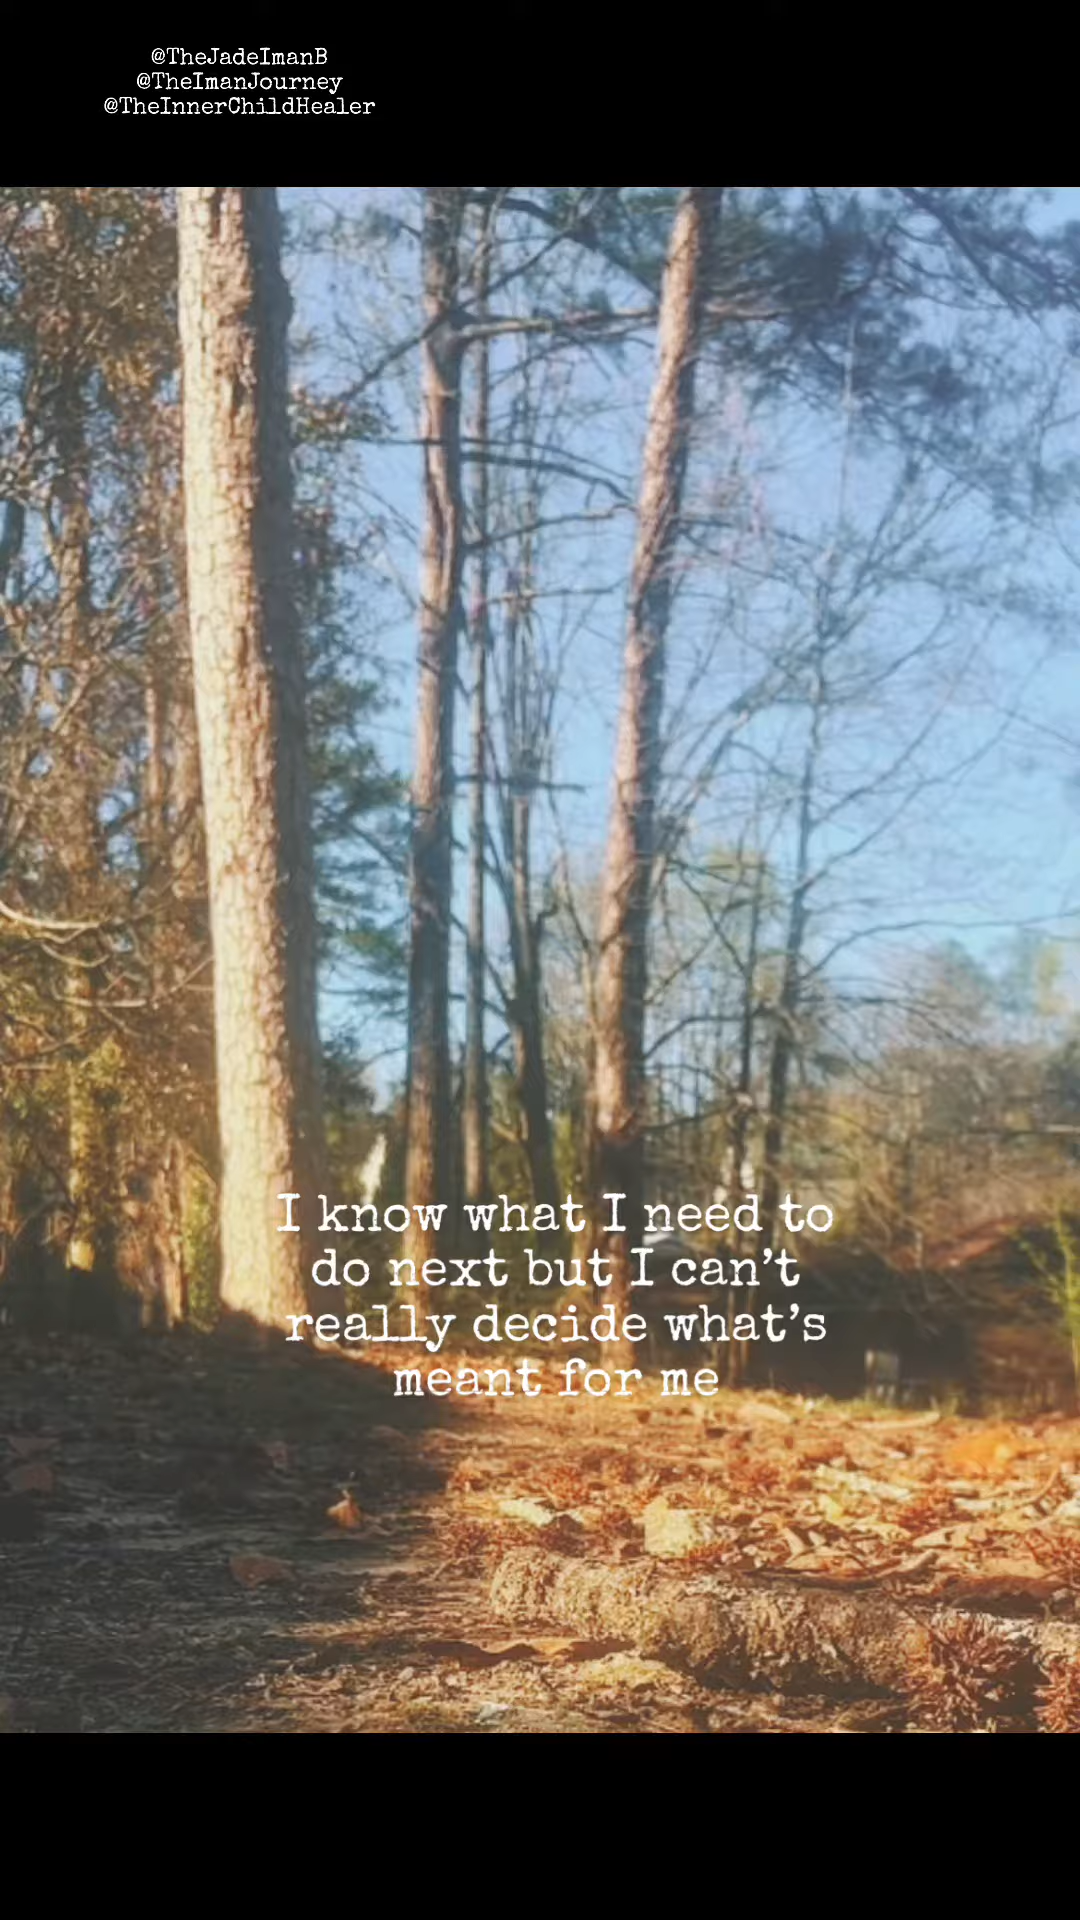 @TheJadeImanB
@TheImanJourney
@TheInnerChildHealer
I know what I need to
do next but I can’t
really decide what’s
meant for me